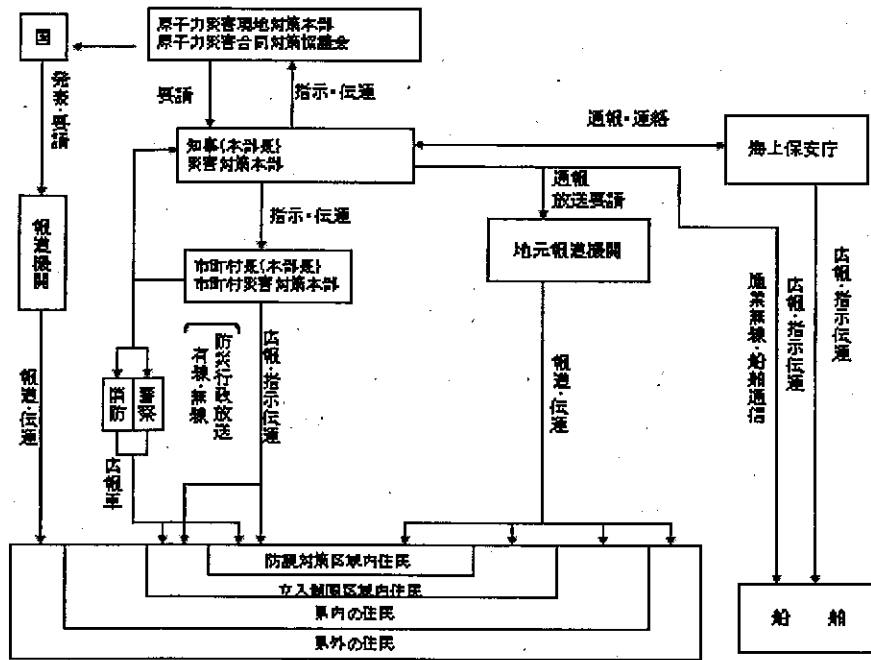 国
原子力災害現地対策本部
原子力災害合同対策協議会
発表・要請
要請
指示・伝達
知事(本部長)
災害対策本部
通報・連絡
海上保安庁
報道機関
指示・伝達
通報
放送要請
市町村長(本部長)
市町村災害対策本部
地元報道機関
報道・伝達
消防
警察
広報車
有線・無線
防災行政放送
広報・指示伝達
報道・伝達
漁業無線・船舶通信
広報・指示伝達
広報・指示伝達
防護対策区域内住民
立入制限区域内住民
県内の住民
県外の住民
船 舶